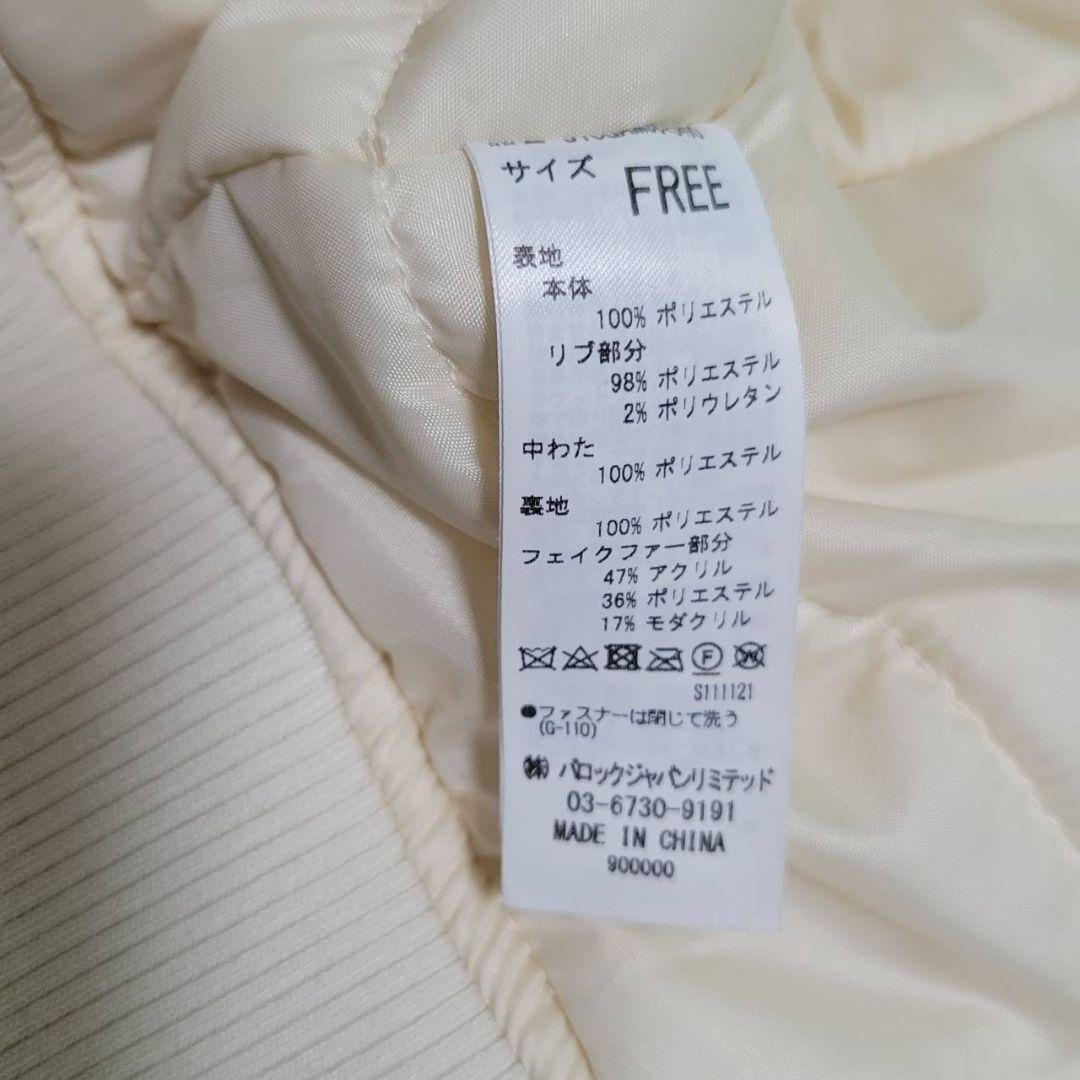 サイズ FREE
表地
本体
100% ポリエステル
リブ部分
98% ポリエステル
2% ポリウレタン
中わた
100% ポリエステル
裏地
100% ポリエステル
フェイクファー部分
47% アクリル
36% ポリエステル
17% モダクリル
F W
S111121
●ファスナーは閉じて洗う
(G-110)
㈱ バロックジャパンリミテッド
03-6730-9191
MADE IN CHINA
900000